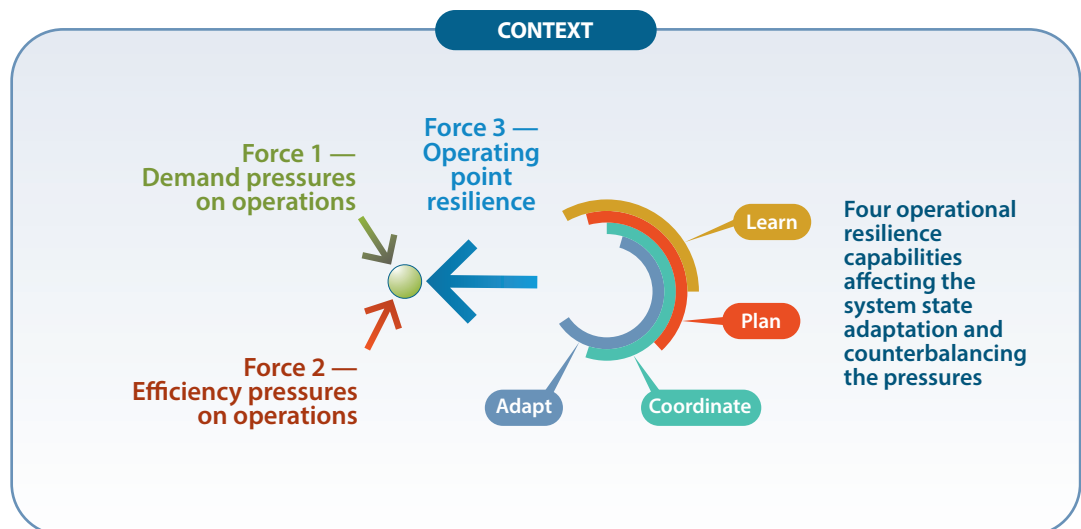 CONTEXT
Force 1 —
Demand pressures
on operations
Force 3 —
Operating
point
resilience
Force 2 —
Efficiency pressures
on operations
Learn
Plan
Adapt
Coordinate
Four operational
resilience
capabilities
affecting the
system state
adaptation and
counterbalancing
the pressures